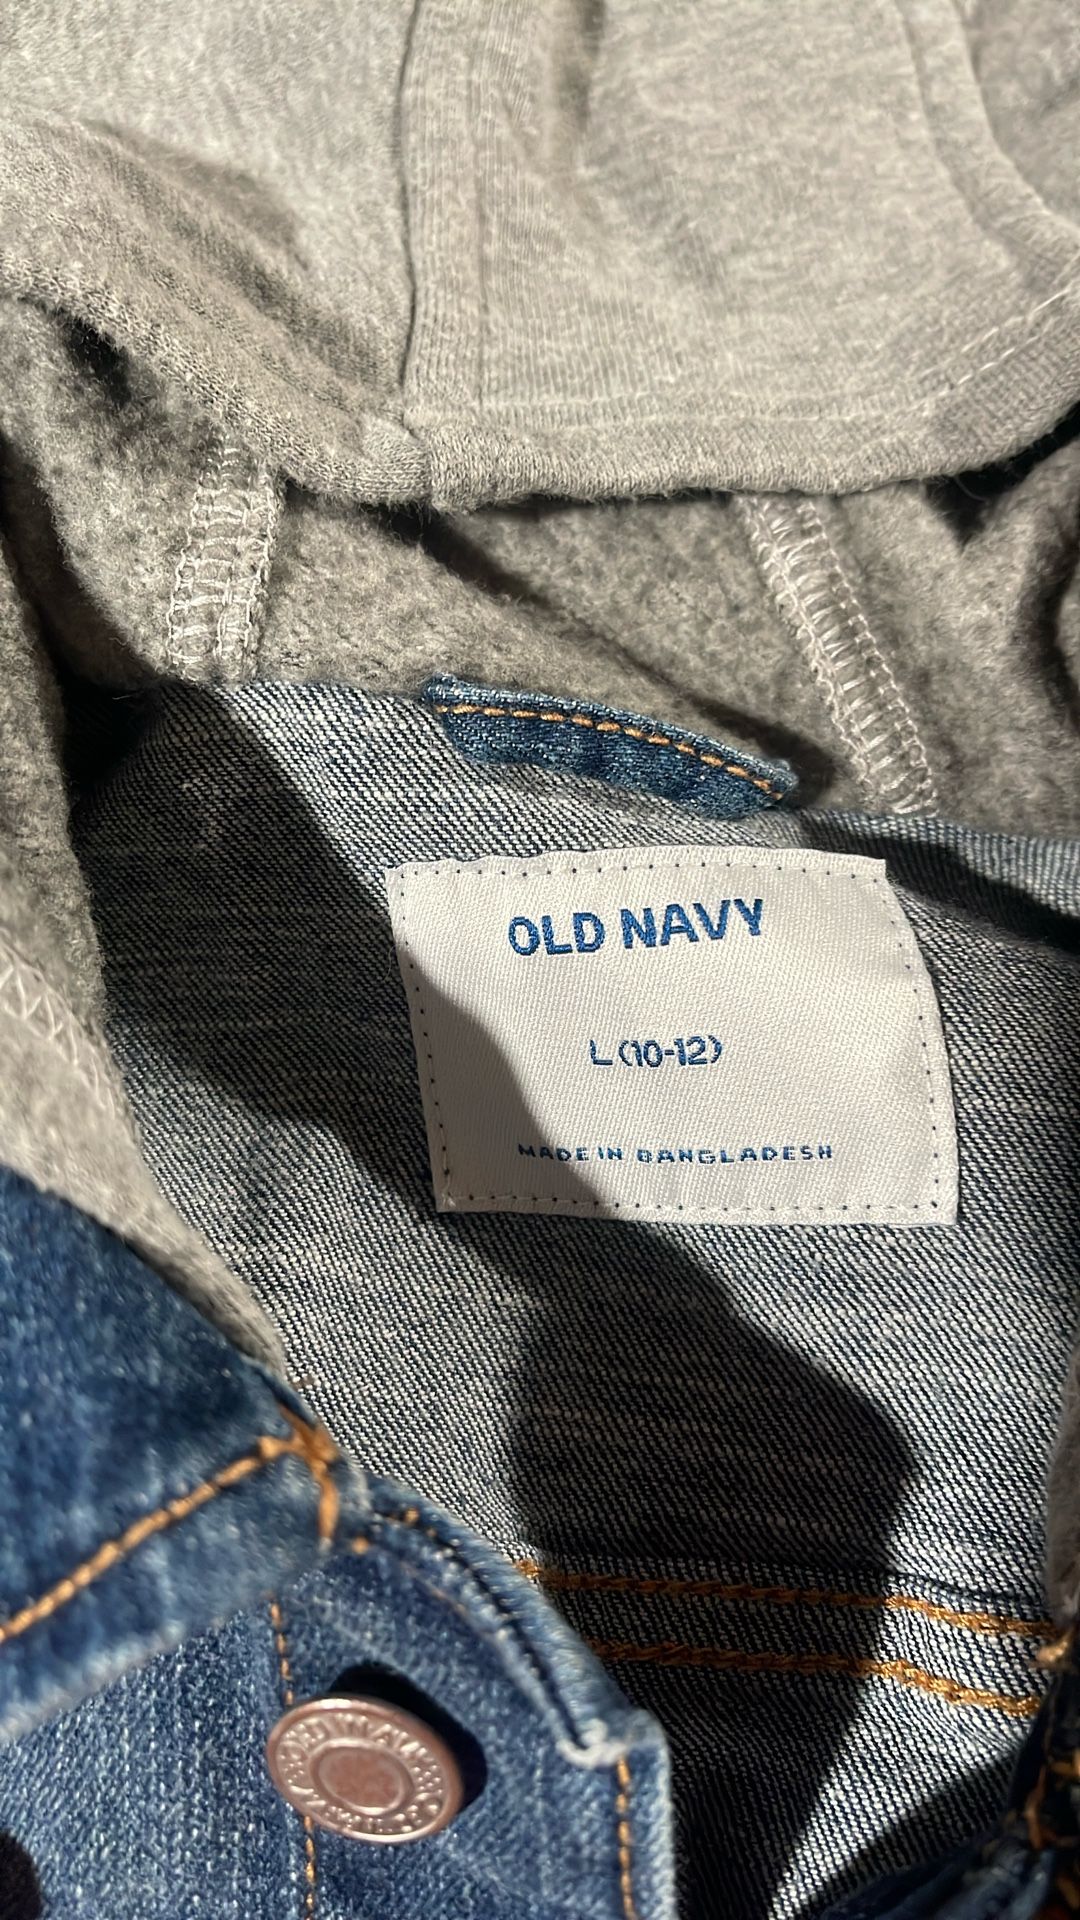 OLD NAVY
L (10-12)
MADE IN BANGLADESH